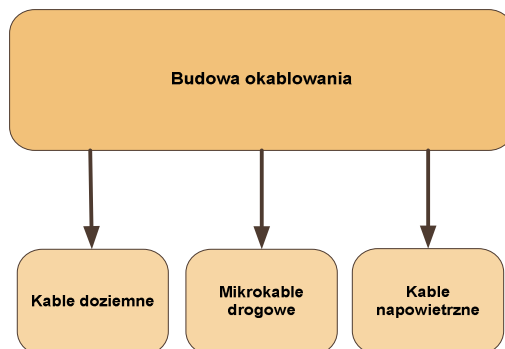 Budowa okablowania
Kable doziemne
Mikrokable
drogowe
Kable
napowietrzne